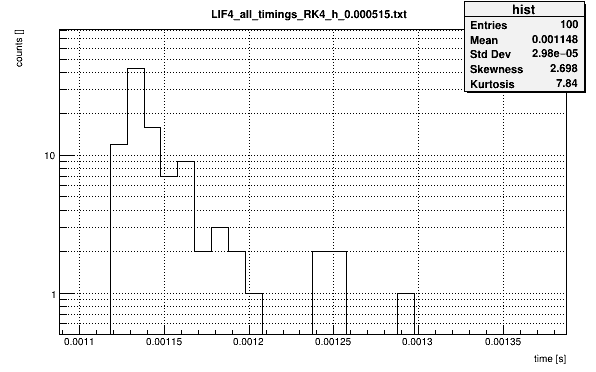 LIF4_all_timings_RK4_h_0.000515.txt
hist
Entries 100
Mean 0.001148
Std Dev 2.98e−05
Skewness 2.698
Kurtosis 7.84
counts []
10
1
0.0011 0.00115 0.0012 0.00125 0.0013 0.00135
time [s]